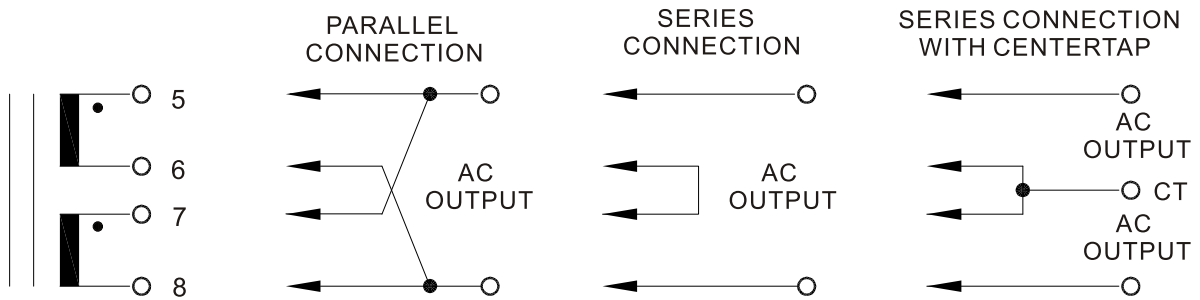 PARALLEL
CONNECTION
SERIES
CONNECTION
SERIES CONNECTION
WITH CENTERTAP
5
6
7
8
AC
OUTPUT
AC
OUTPUT
AC
OUTPUT
CT
AC
OUTPUT